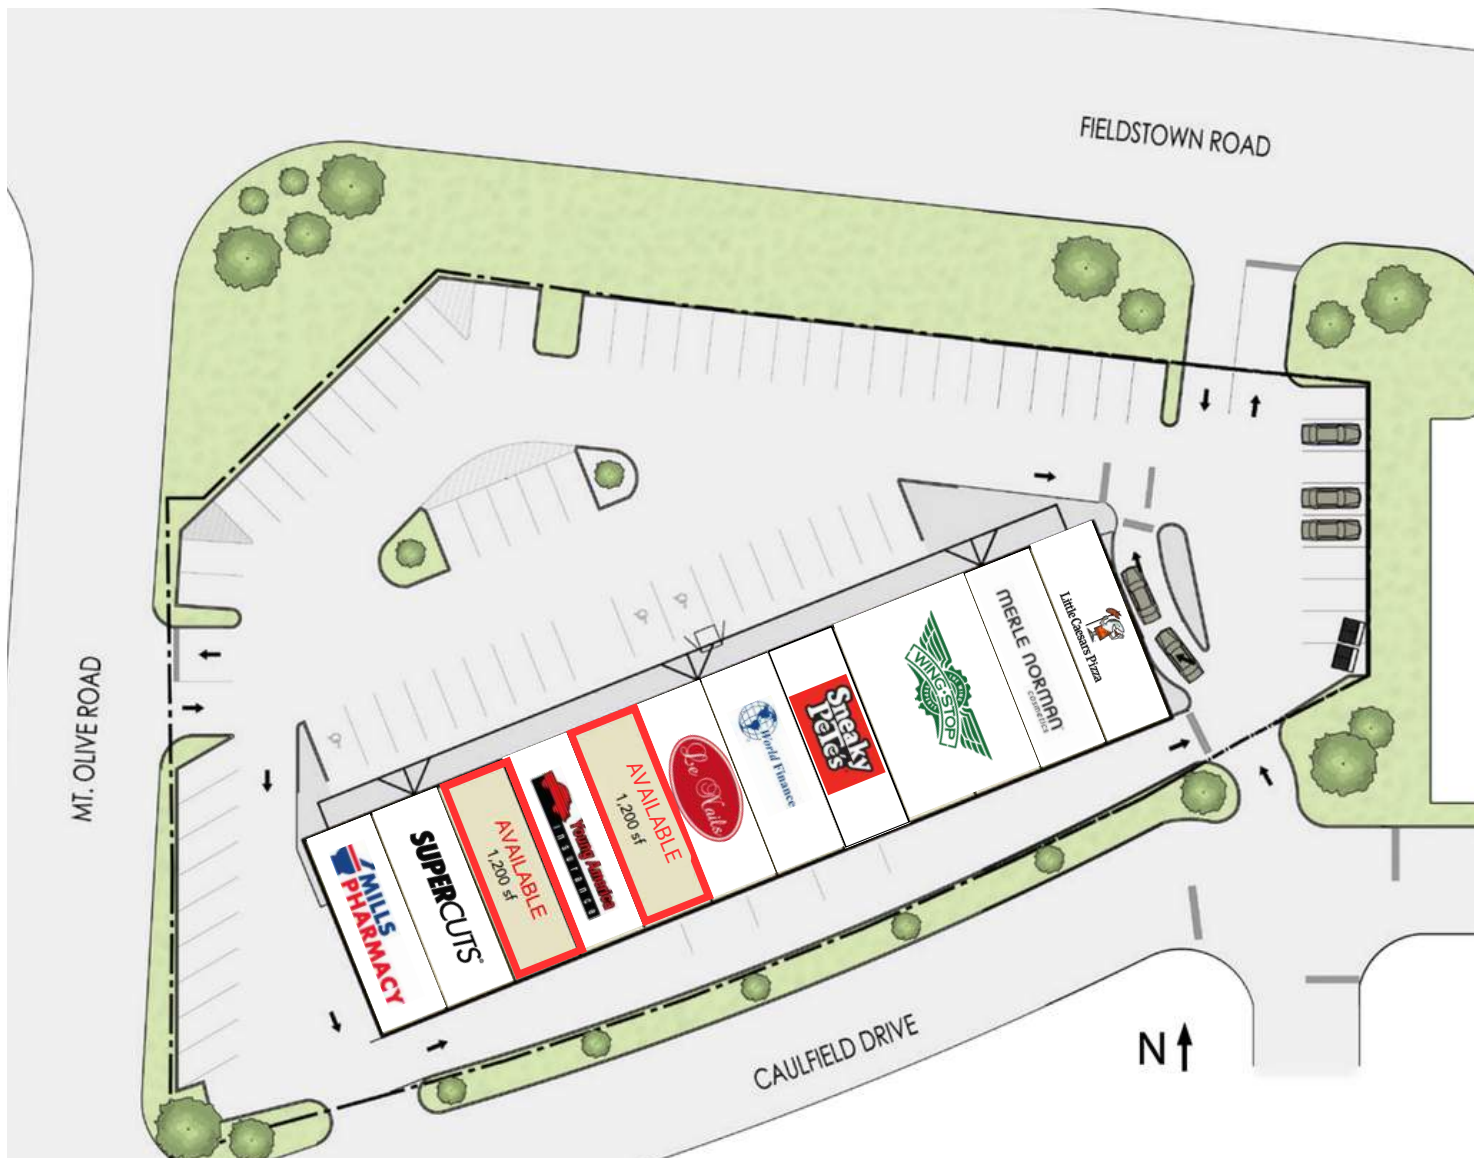 FIELDSTOWN ROAD
MT. OLIVE ROAD
CAULFIELD DRIVE
N
MILLS
PHARMACY
SUPERCUTS®
AVAILABLE
1,200 sf
Young America
insurance
AVAILABLE
1,200 sf
Le Nails
World Finance
Sneaky
Pete's
WING·STOP
MERLE NORMAN
cosmetics
Little Caesars Pizza